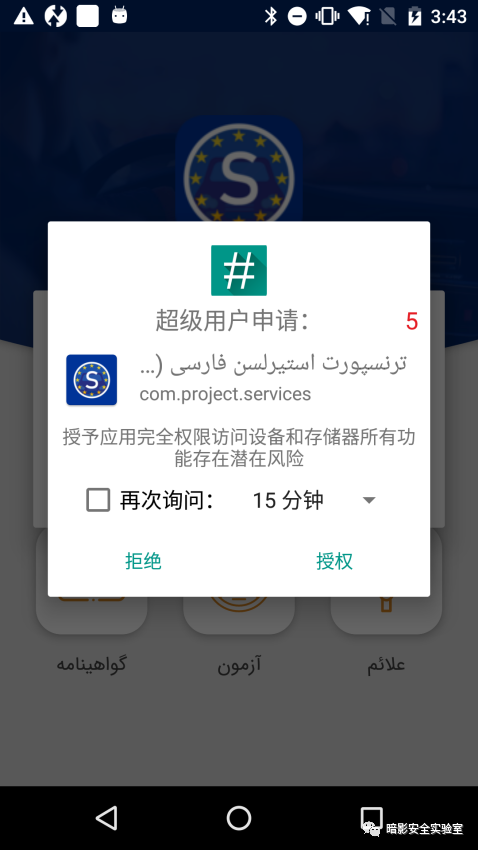 3:43
S
#
超级用户申请：
5
S
ترنسپورت استیرلسن فارسی (...
com.project.services
授予应用完全权限访问设备和存储器所有功
能存在潜在风险
再次询问：
15 分钟
拒绝
授权
گواهینامه
آزمون
علائم
暗影安全实验室